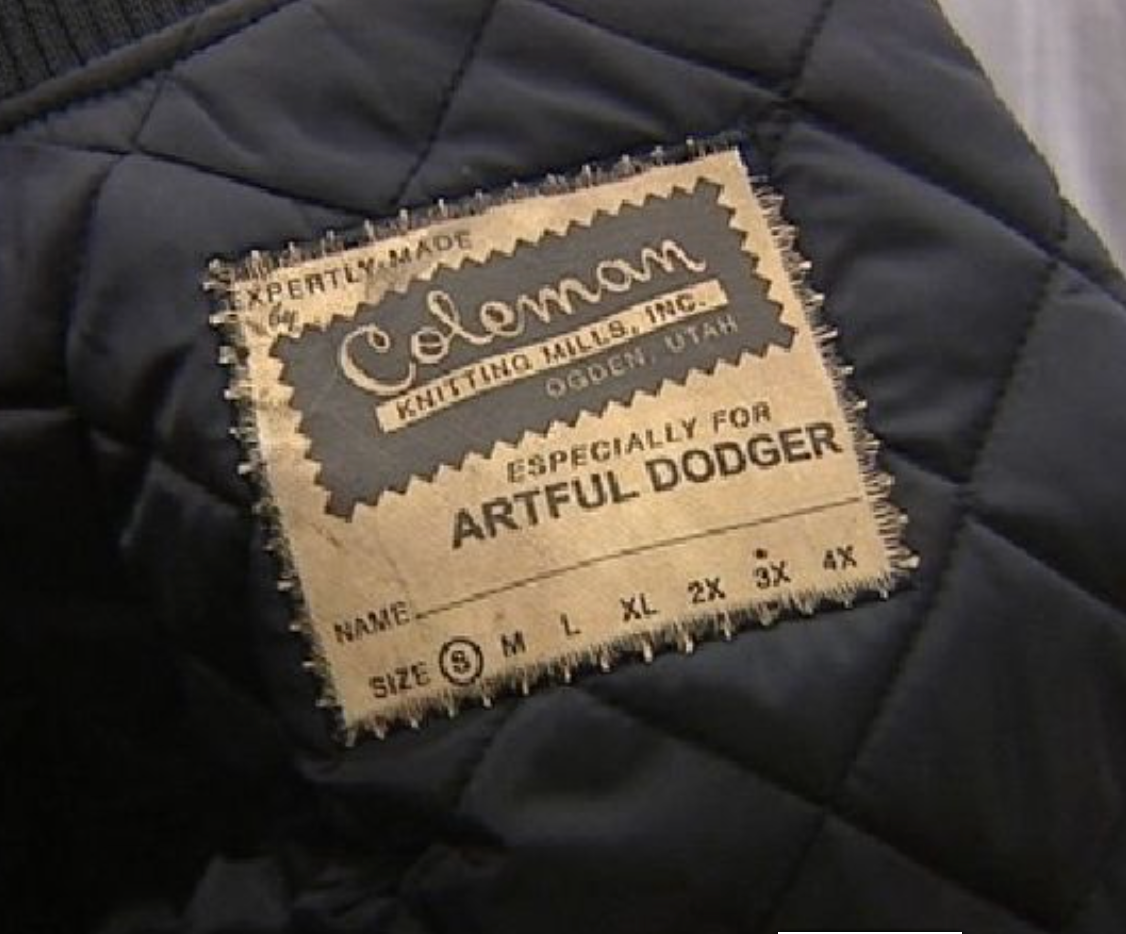 EXPERTLY MADE
by
Coleman
KNITTING MILLS, INC.
OGDEN, UTAH
ESPECIALLY FOR
ARTFUL DODGER
NAME
SIZE S M L XL 2X 3X 4X